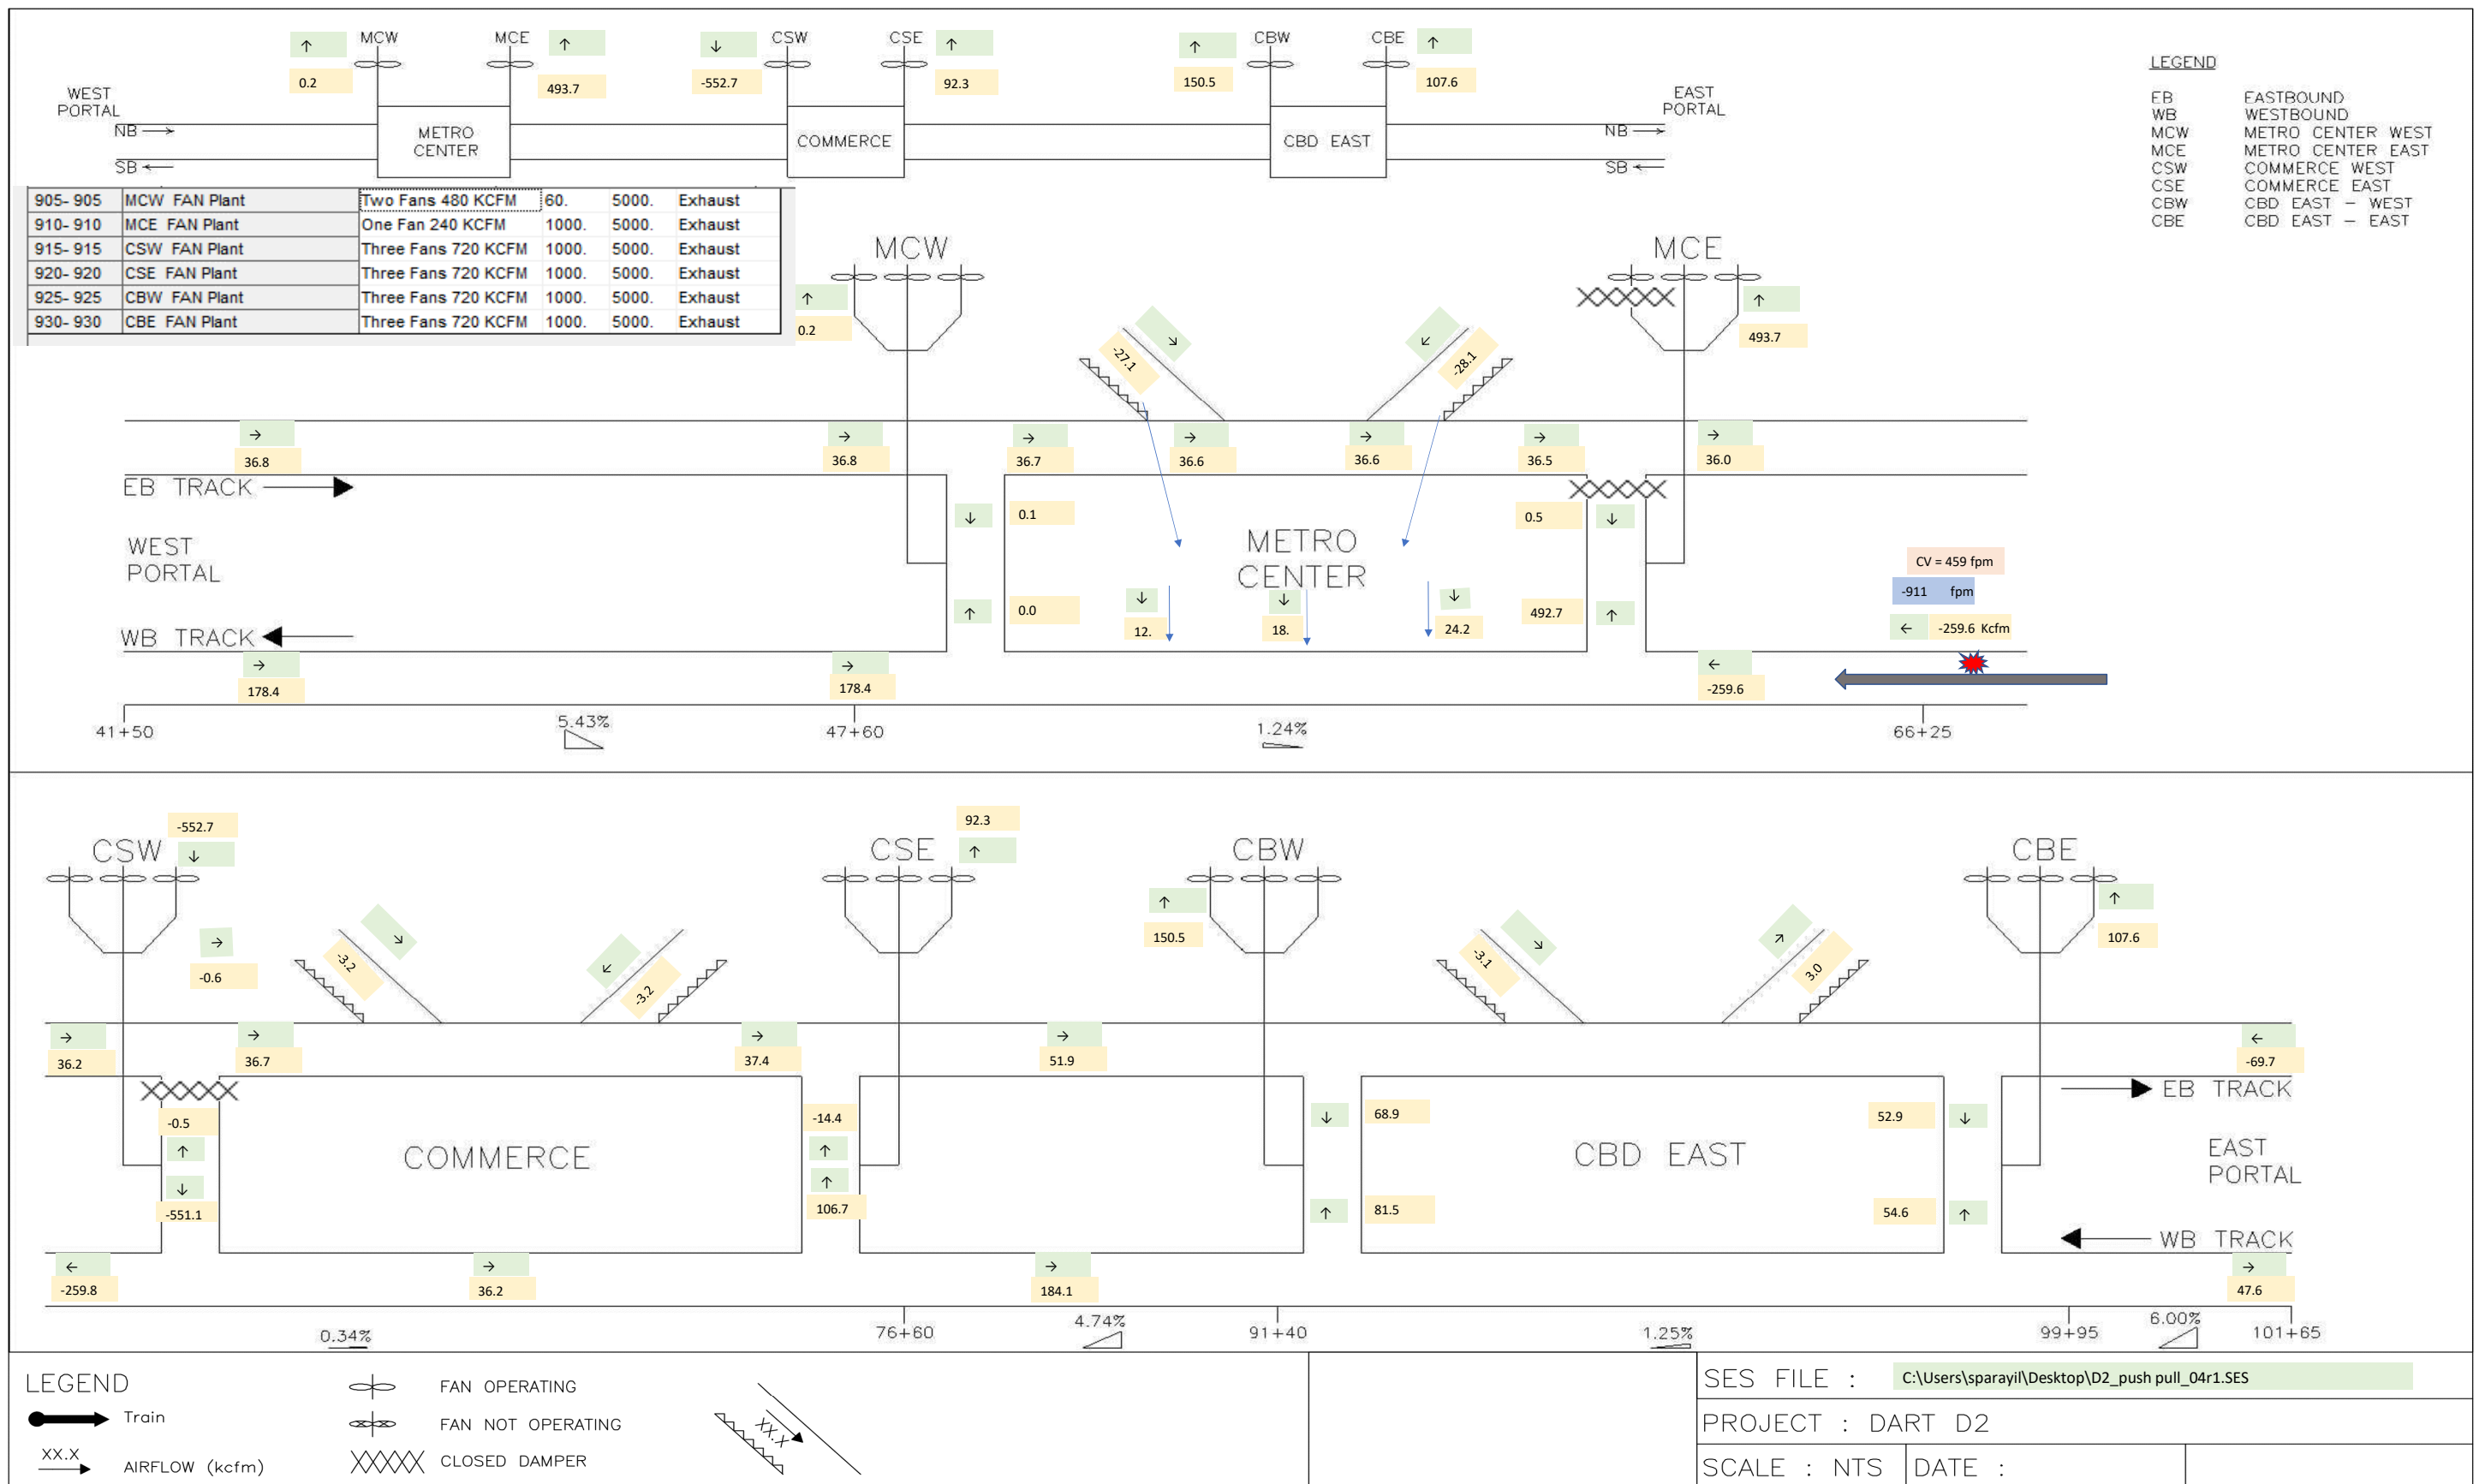 MCW MCE CSW CSE CBW CBE
↑ ↑ ↓ ↑ ↑ ↑
0.2 493.7 -552.7 92.3 150.5 107.6
WEST
PORTAL
EAST
PORTAL
NB → NB →
METRO
CENTER
COMMERCE
CBD EAST
SB ← SB ←
LEGEND
EB EASTBOUND
WB WESTBOUND
MCW METRO CENTER WEST
MCE METRO CENTER EAST
CSW COMMERCE WEST
CSE COMMERCE EAST
CBW CBD EAST – WEST
CBE CBD EAST – EAST
905- 905 MCW FAN Plant Two Fans 480 KCFM 60. 5000. Exhaust
910- 910 MCE FAN Plant One Fan 240 KCFM 1000. 5000. Exhaust
915- 915 CSW FAN Plant Three Fans 720 KCFM 1000. 5000. Exhaust
920- 920 CSE FAN Plant Three Fans 720 KCFM 1000. 5000. Exhaust
925- 925 CBW FAN Plant Three Fans 720 KCFM 1000. 5000. Exhaust
930- 930 CBE FAN Plant Three Fans 720 KCFM 1000. 5000. Exhaust
MCW MCE
↑ ↑
0.2 493.7
↘ ↙
-27.1 -28.1
→ → → → → → →
36.8 36.8 36.7 36.6 36.6 36.5 36.0
EB TRACK
↓ 0.1 0.5 ↓
WEST
PORTAL
METRO
CENTER
CV = 459 fpm
-911 fpm
↑ 0.0 492.7 ↑
↓ ↓ ↓
12. 18. 24.2
← -259.6 Kcfm
WB TRACK
→ → ←
178.4 178.4 -259.6
41+50 5.43% 47+60 1.24% 66+25
-552.7 92.3
CSW ↓ CSE ↑ CBW CBE
↑ ↑
150.5 107.6
→
-0.6
↘ ↙ ↘ ↗
-3.2 -3.2 -3.1 3.0
→ → → → ←
36.2 36.7 37.4 51.9 -69.7
EB TRACK
-0.5 -14.4 ↓ 68.9 52.9 ↓
↑ ↑
COMMERCE
CBD EAST
EAST
PORTAL
↓ ↑
-551.1 106.7 ↑ 81.5 54.6 ↑
WB TRACK
← → → →
-259.8 36.2 184.1 47.6
0.34% 76+60 4.74% 91+40 1.25% 99+95 6.00% 101+65
LEGEND
Train
XX.X
AIRFLOW (kcfm)
FAN OPERATING
FAN NOT OPERATING
CLOSED DAMPER
XX.X
SES FILE : C:\Users\sparayil\Desktop\D2_push pull_04r1.SES
PROJECT : DART D2
SCALE : NTS DATE :